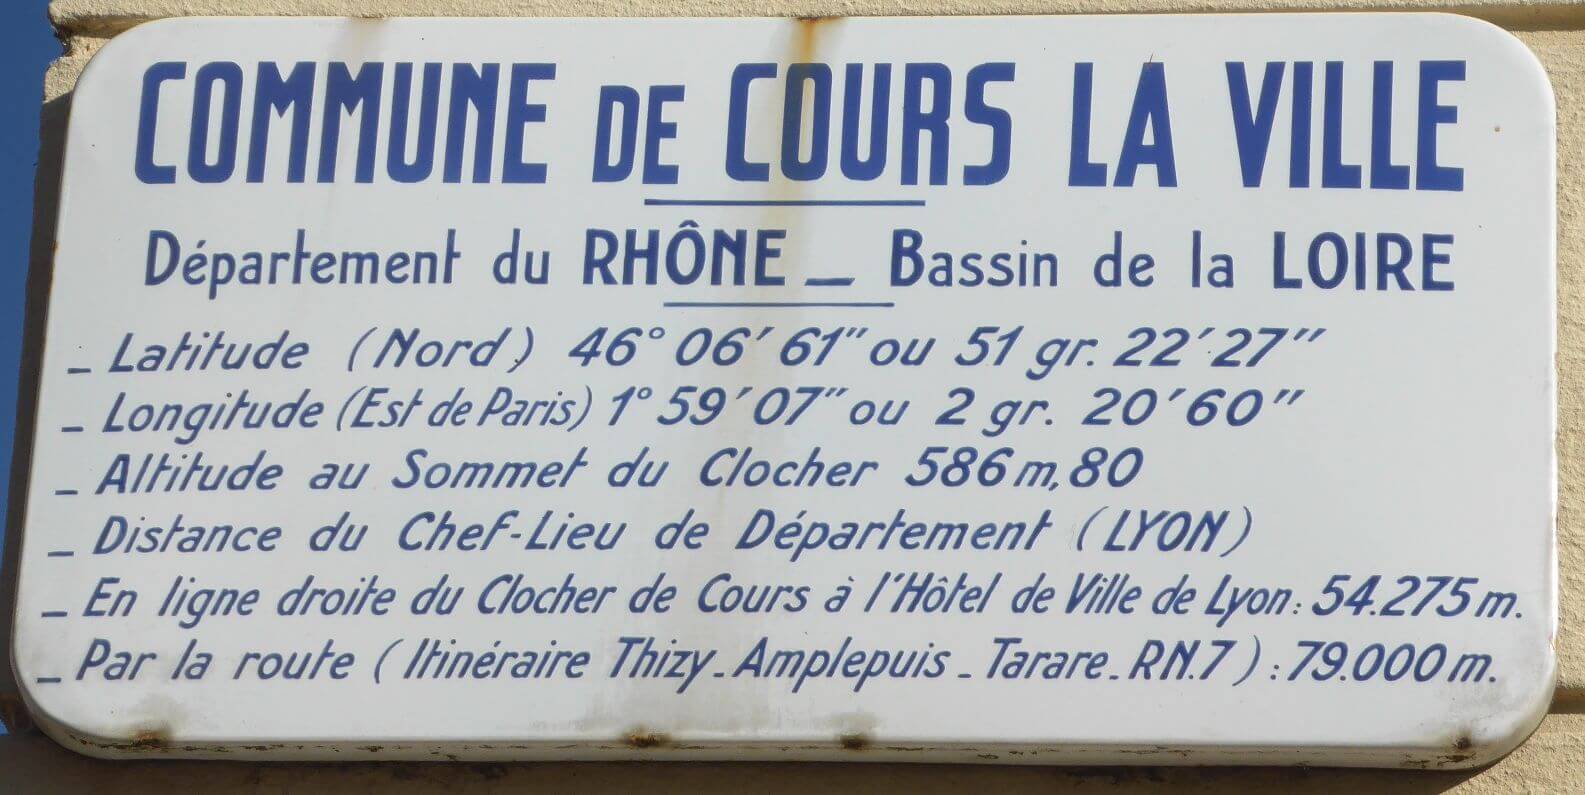 COMMUNE DE COURS LA VILLE
Département du RHÔNE _ Bassin de la LOIRE
_ Latitude (Nord) 46° 06' 61" ou 51 gr. 22' 27"
_ Longitude (Est de Paris) 1° 59' 07" ou 2 gr. 20' 60"
_ Altitude au Sommet du Clocher 586 m, 80
_ Distance du Chef-Lieu de Département (LYON)
_ En ligne droite du Clocher de Cours à l'Hôtel de Ville de Lyon : 54.275 m.
_ Par la route ( Itinéraire Thizy _ Amplepuis _ Tarare _ RN.7 ) : 79.000 m.